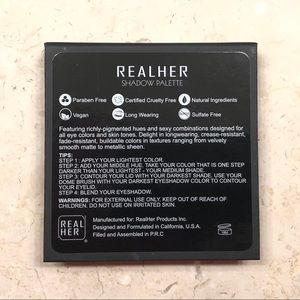 REALHER
SHADOW PALETTE
Paraben Free Certified Cruelty Free Natural Ingredients
Vegan Long Wearing Sulfate Free
Featuring richly-pigmented hues and sexy combinations designed for
all eye colors and skin tones. Delight in longwearing, crease-resistant,
fade-resistant, buildable colors in textures ranging from velvety
smooth matte to metallic sheen.
TIPS:
STEP 1 : APPLY YOUR LIGHTEST COLOR.
STEP 2: ADD YOUR MIDDLE HUE. TAKE YOUR COLOR THAT IS ONE STEP
DARKER THAN YOUR LIGHTEST - YOUR MEDIUM SHADE.
STEP 3: CONTOUR YOUR LID WITH YOUR DARKEST SHADE. USE YOUR
DOME BRUSH WITH YOUR DARKEST EYESHADOW COLOR TO CONTOUR
YOUR EYELID.
STEP 4: BLEND YOUR EYESHADOW.
WARNINGS: FOR EXTERNAL USE ONLY. KEEP OUT OF REACH OF
CHILDREN. DO NOT USE ON IRRITATED SKIN.
REAL
HER
Manufactured for: RealHer Products Inc.
Designed and Formulated in California, U.S.A.
Filled and Assembled in P.R.C